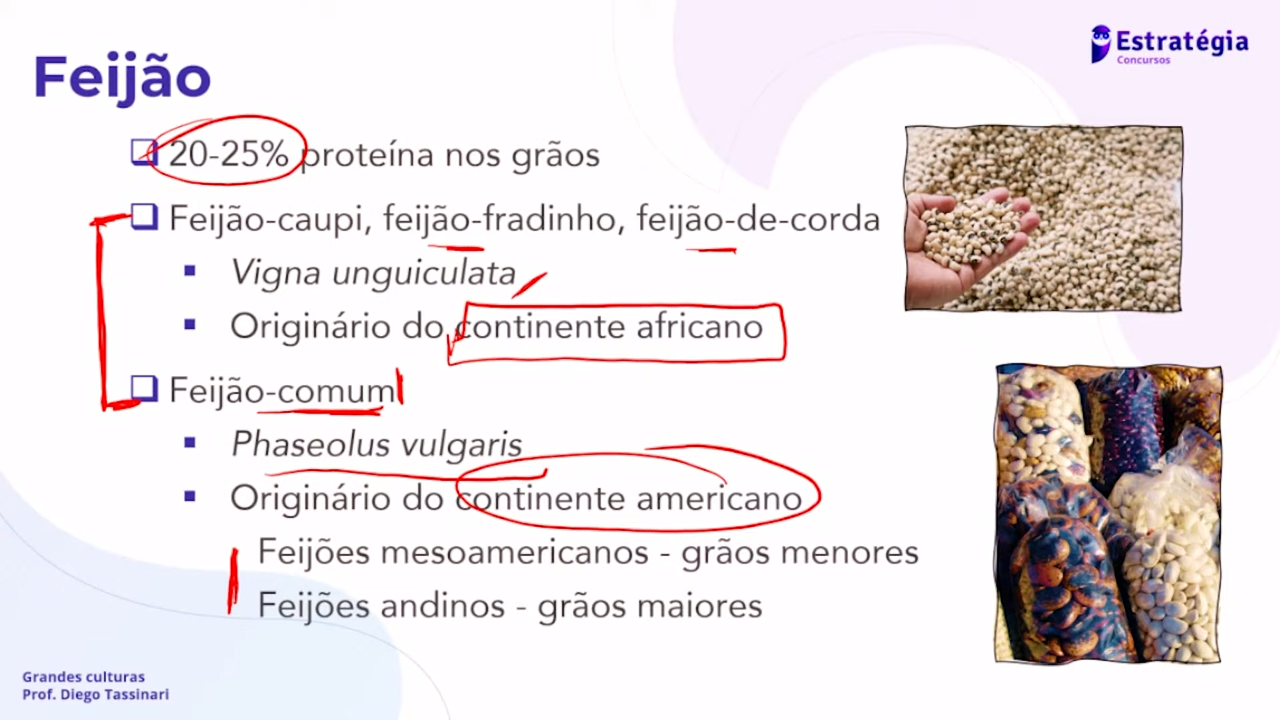 Estratégia
Concursos
Feijão
20-25% proteína nos grãos
Feijão-caupi, feijão-fradinho, feijão-de-corda
Vigna unguiculata
Originário do continente africano
Feijão-comum
Phaseolus vulgaris
Originário do continente americano
Feijões mesoamericanos - grãos menores
Feijões andinos - grãos maiores
Grandes culturas
Prof. Diego Tassinari